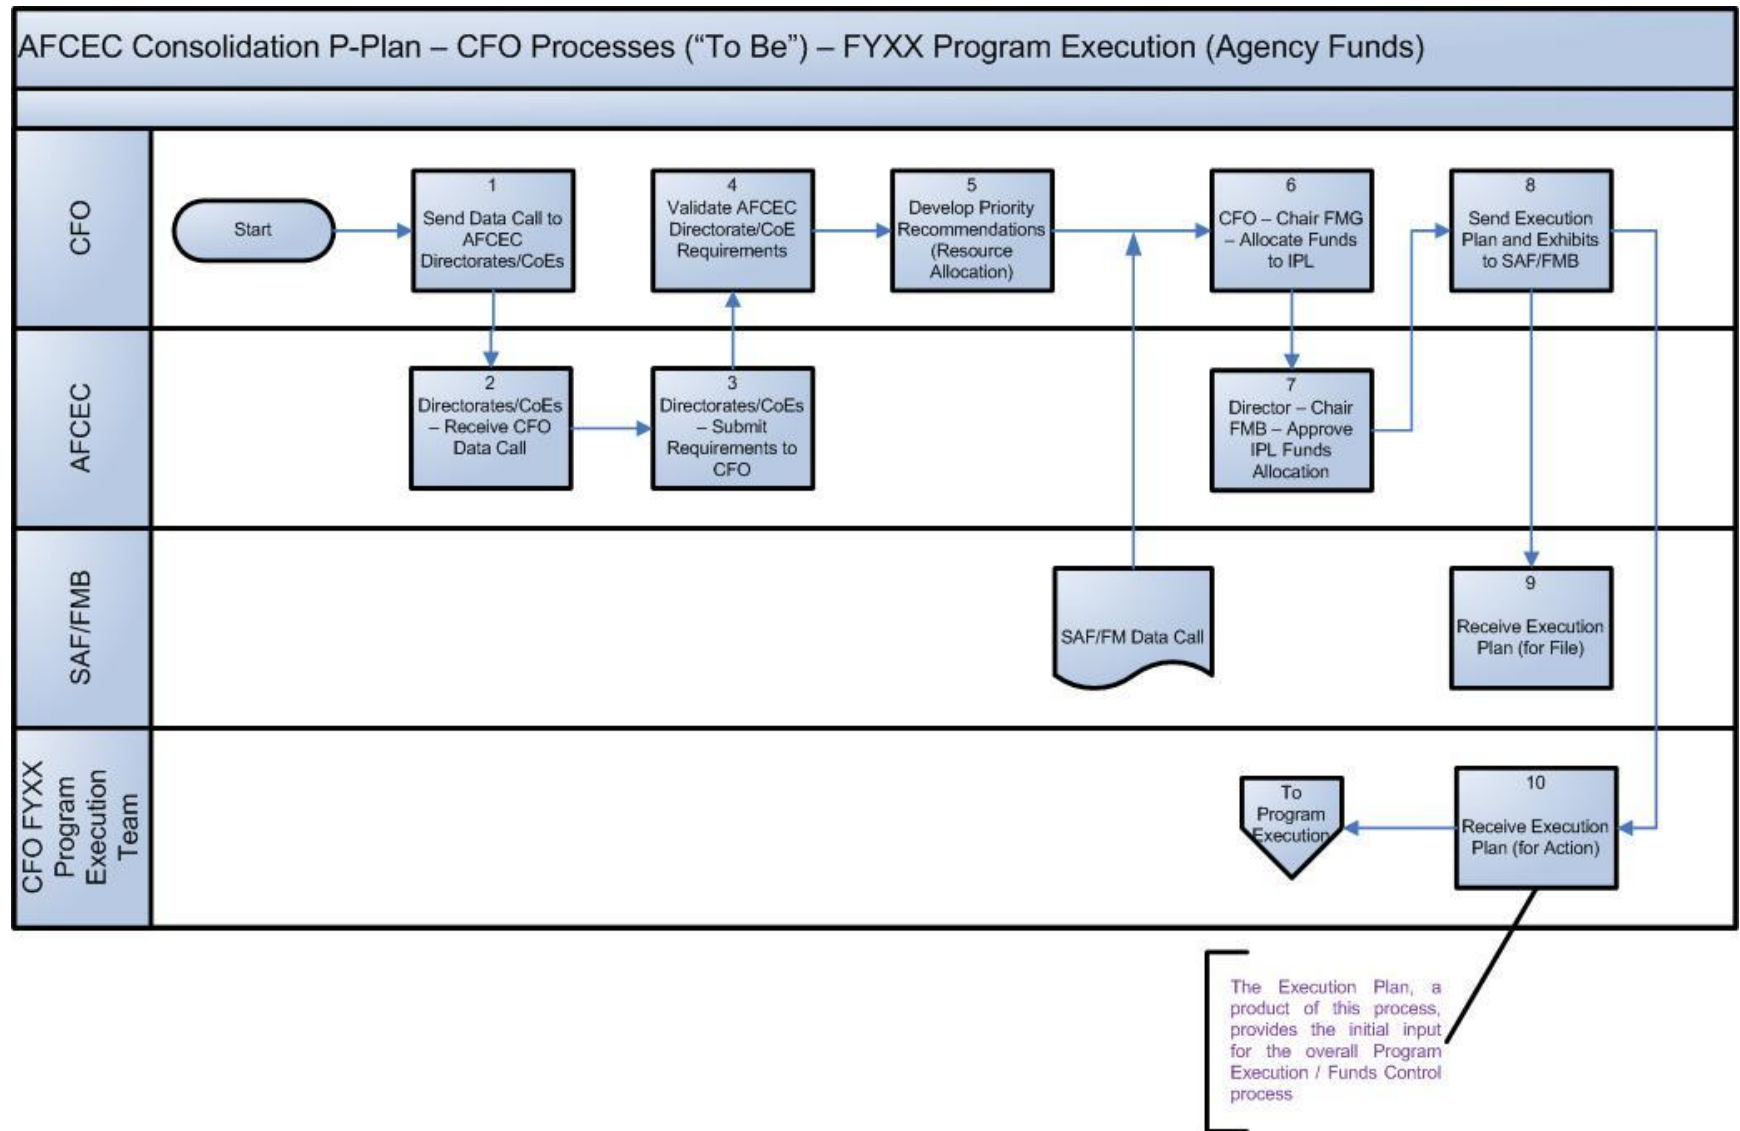 AFCEC Consolidation P-Plan – CFO Processes (“To Be”) – FYXX Program Execution (Agency Funds)
CFO
Start
1
Send Data Call to
AFCEC
Directorates/CoEs
4
Validate AFCEC
Directorate/CoE
Requirements
5
Develop Priority
Recommendations
(Resource
Allocation)
6
CFO – Chair FMG
– Allocate Funds
to IPL
8
Send Execution
Plan and Exhibits
to SAF/FMB
AFCEC
2
Directorates/CoEs
– Receive CFO
Data Call
3
Directorates/CoEs
– Submit
Requirements to
CFO
7
Director – Chair
FMB – Approve
IPL Funds
Allocation
SAF/FMB
SAF/FM Data Call
9
Receive Execution
Plan (for File)
CFO FYXX
Program
Execution
Team
To
Program
Execution
10
Receive Execution
Plan (for Action)
The Execution Plan, a
product of this process,
provides the initial input
for the overall Program
Execution / Funds Control
process